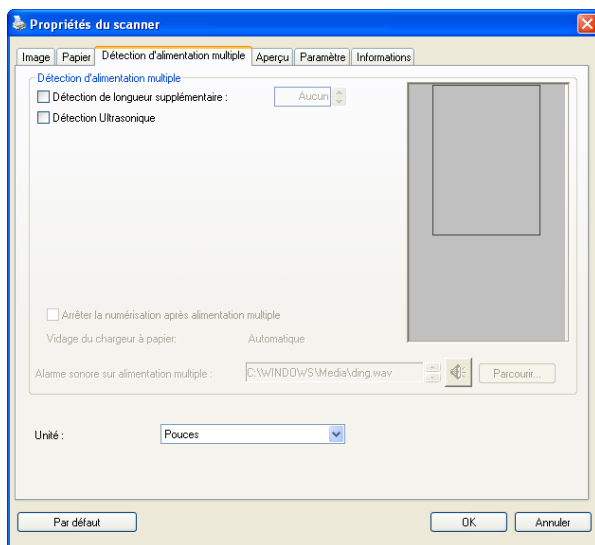 Propriétés du scanner
Image Papier Détection d'alimentation multiple Aperçu Paramètre Informations
Détection d'alimentation multiple
Détection de longueur supplémentaire : Aucun
Détection Ultrasonique
Arrêter la numérisation après alimentation multiple
Vidage du chargeur à papier: Automatique
Alarme sonore sur alimentation multiple : C:\WINDOWS\Media\ding.wav Parcourir...
Unité : Pouces
Par défaut OK Annuler